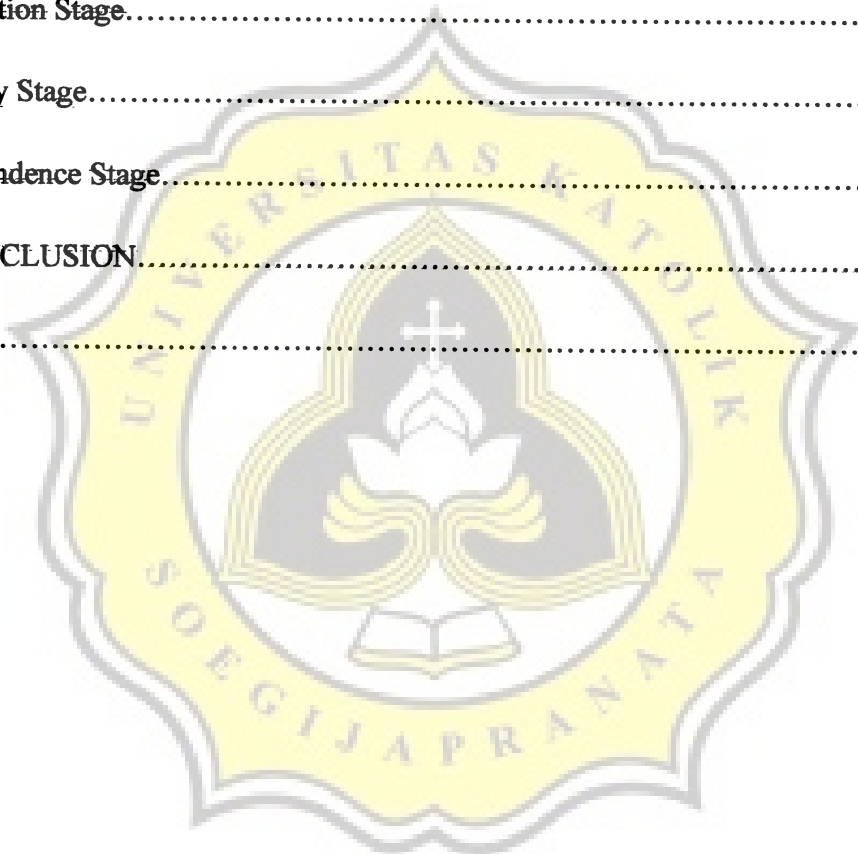 tion Stage........................................................................
y Stage............................................................................
ndence Stage....................................................................
CLUSION.......................................................................
.......................................................................................
UNIVERSITAS KATOLIK
SOEGIJAPRANATA